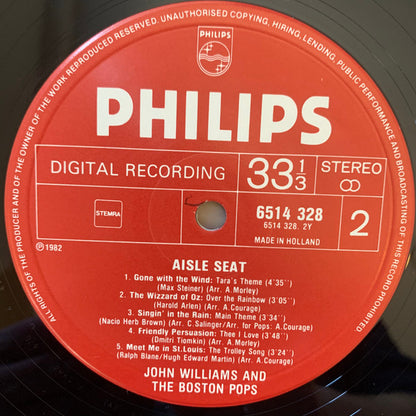 ALL RIGHTS OF THE PRODUCER AND OF THE OWNER OF THE WORK REPRODUCED RESERVED. UNAUTHORISED COPYING, HIRING, LENDING, PUBLIC PERFORMANCE AND BROADCASTING OF THIS RECORD PROHIBITED.
PHILIPS
PHILIPS
DIGITAL RECORDING
33 1/3
STEREO
STEMRA
6514 328
6514 328. 2Y
MADE IN HOLLAND
2
℗ 1982
AISLE SEAT
1. Gone with the Wind: Tara's Theme (4'35")
(Max Steiner) (Arr. A.Morley)
2. The Wizzard of Oz: Over the Rainbow (3'05")
(Harold Arlen) (Arr. A.Courage)
3. Singin' in the Rain: Main Theme (3'34")
(Nacio Herb Brown) (Arr. C.Salinger/Arr. for Pops: A.Courage)
4. Friendly Persuasion: Thee I Love (3'48")
(Dmitri Tiomkin) (Arr. A.Morley)
5. Meet Me in St.Louis: The Trolley Song (3'24")
(Ralph Blane/Hugh Edward Martin) (Arr. A.Courage)
JOHN WILLIAMS AND
THE BOSTON POPS